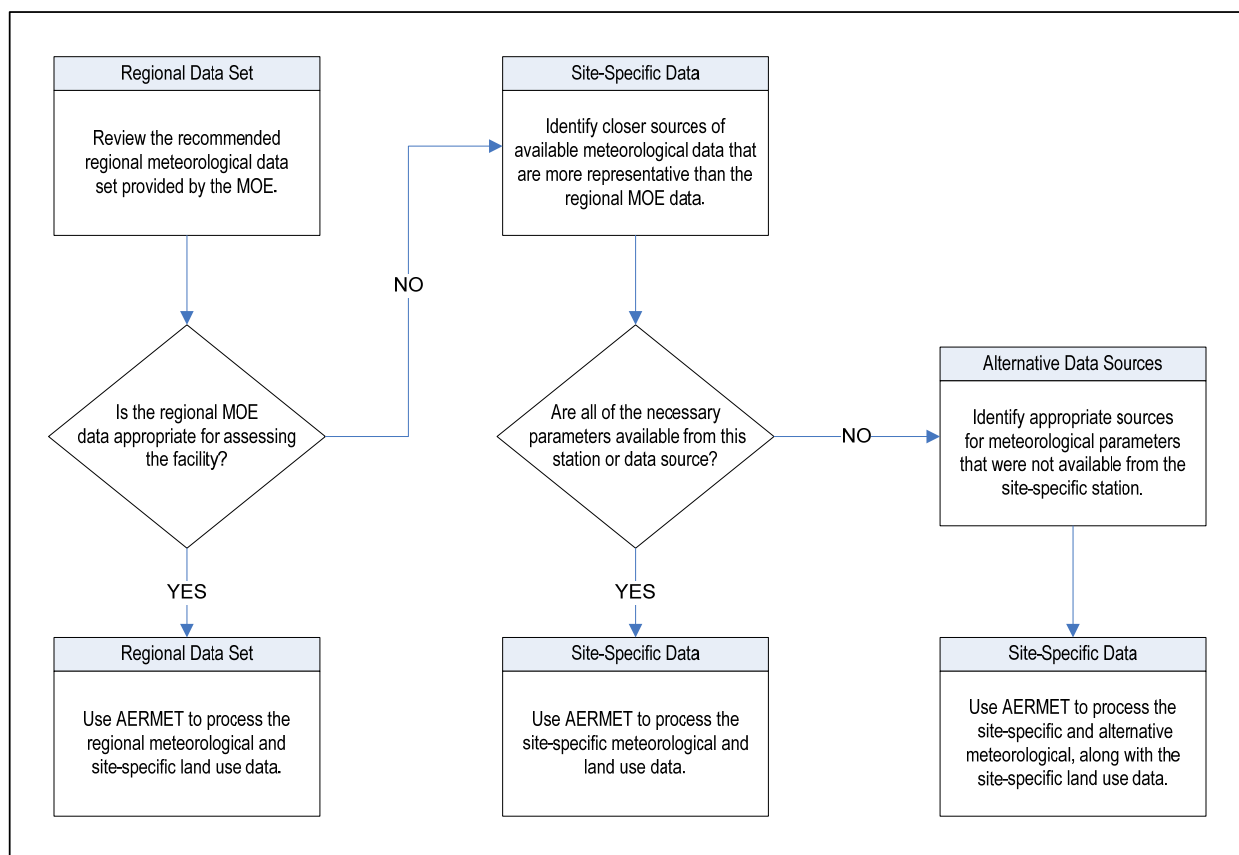 Regional Data Set
Review the recommended
regional meteorological data
set provided by the MOE.
Is the regional MOE
data appropriate for assessing
the facility?
YES
Regional Data Set
Use AERMET to process the
regional meteorological and
site-specific land use data.
NO
Site-Specific Data
Identify closer sources of
available meteorological data that
are more representative than the
regional MOE data.
Are all of the necessary
parameters available from this
station or data source?
YES
Site-Specific Data
Use AERMET to process the
site-specific meteorological and
land use data.
NO
Alternative Data Sources
Identify appropriate sources
for meteorological parameters
that were not available from the
site-specific station.
Site-Specific Data
Use AERMET to process the
site-specific and alternative
meteorological, along with the
site-specific land use data.